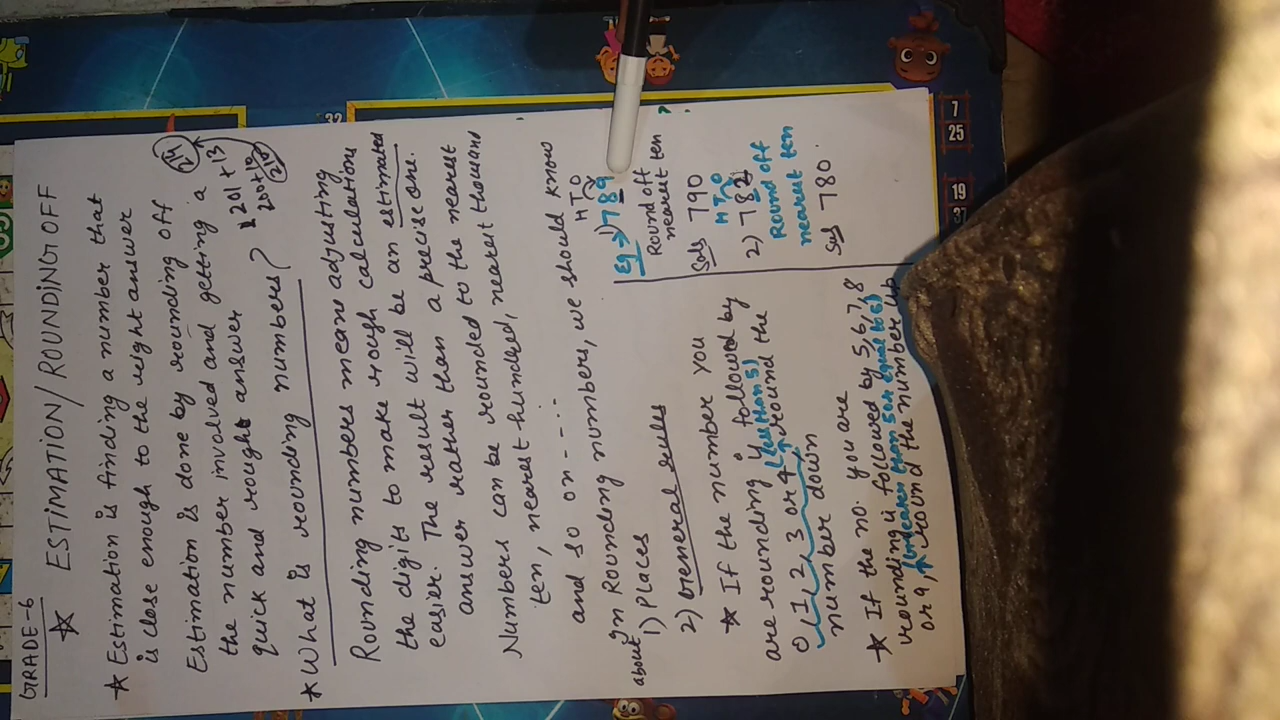 GRADE-6
ESTIMATION/ROUNDING OFF
Estimation is finding a number that
is close enough to the right answer
Estimation is done by rounding off
the number involved and getting a
quick and rough answer
201 + 13
214
200+10
210
What is rounding numbers?
Rounding numbers means adjusting
the digits to make rough calculations
easier. The result will be an estimated
answer rather than a precise one.
Numbers can be rounded to the nearest
ten, nearest hundred, nearest thousand
and so on ----
In Rounding numbers, we should know
about
1) Places
2) General rules
If the number you
are rounding is followed by
0, 1, 2, 3 or 4 (less than 5) round the
number down
If the no. you are
rounding is followed by 5,6,7,8
or 9, (Greater than 5 or equal to 5) round the number up
Eg → 1) 789
H T O
Round off
nearest ten
Sol: 790
H T O
2) 782
Round off
nearest ten
Sol 780.
32
7
25
19
37